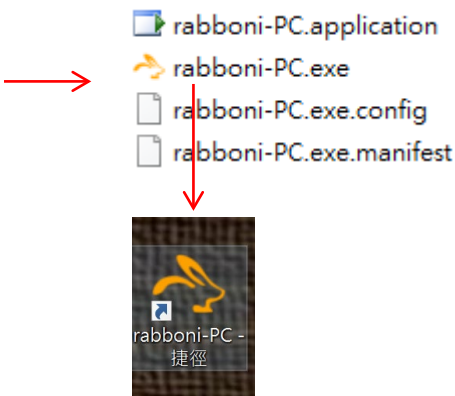 rabboni-PC.application
rabboni-PC.exe
rabboni-PC.exe.config
rabboni-PC.exe.manifest
rabboni-PC -
捷徑